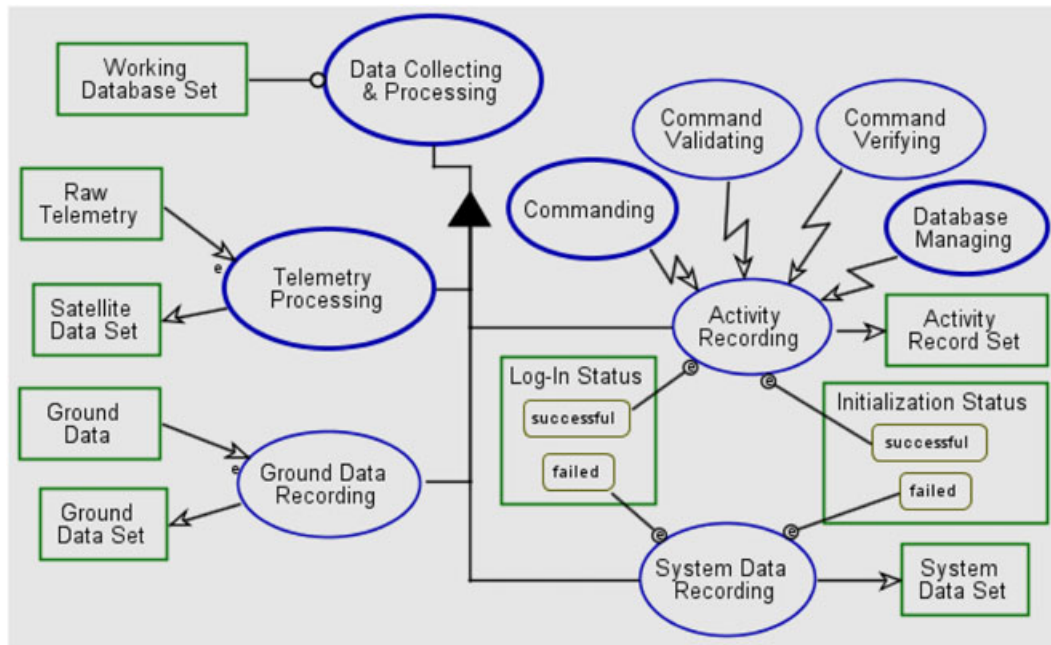 Working
Database Set
Data Collecting
& Processing
Command
Validating
Command
Verifying
Raw
Telemetry
Commanding
Database
Managing
e
Telemetry
Processing
Satellite
Data Set
Activity
Recording
Activity
Record Set
Log-In Status
e
e
Initialization Status
successful
successful
Ground
Data
failed
failed
e
Ground Data
Recording
Ground
Data Set
e
e
System Data
Recording
System
Data Set